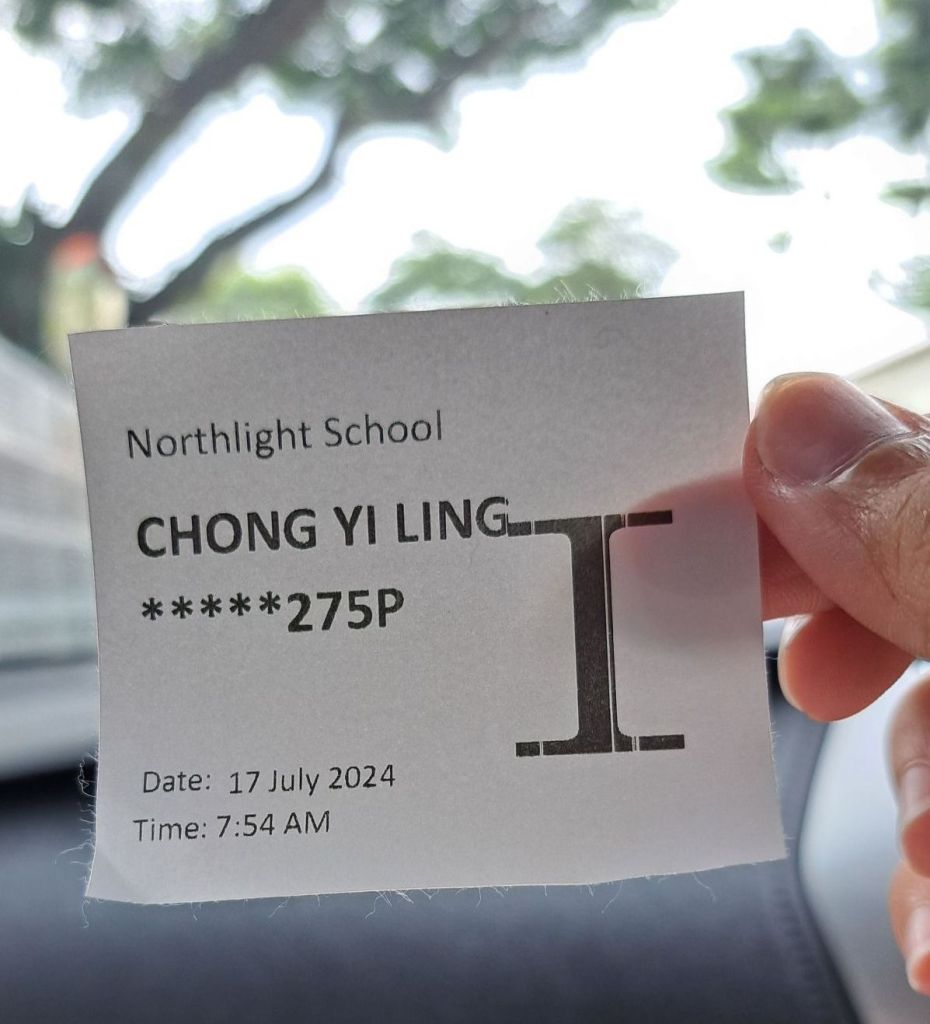 Northlight School
CHONG YI LING
*****275P
I
Date: 17 July 2024
Time: 7:54 AM